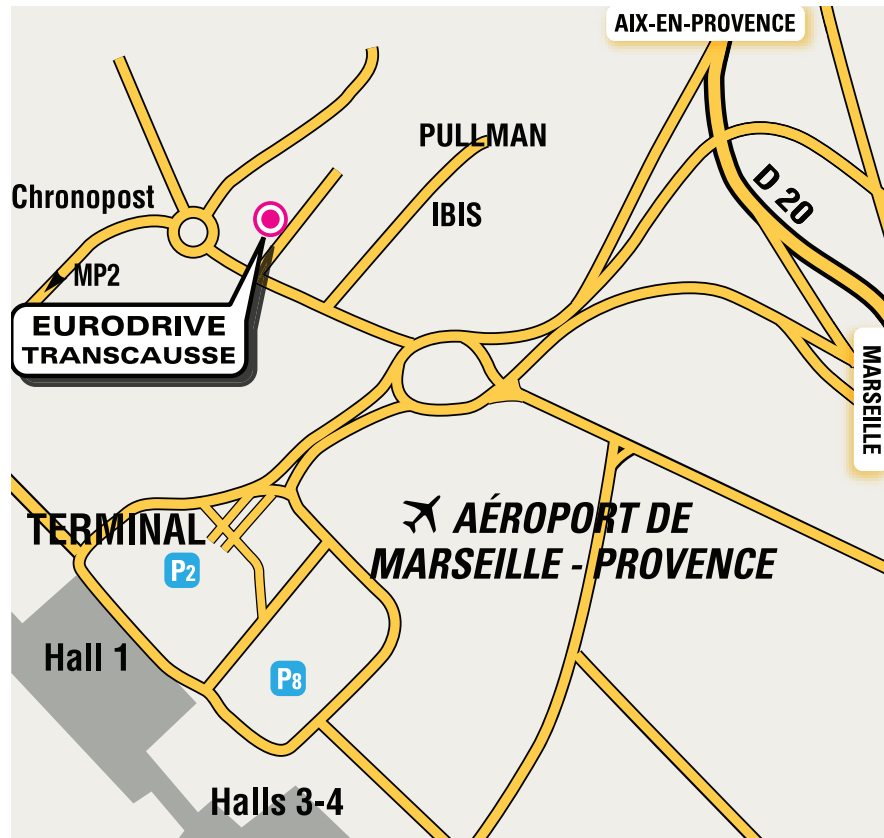 AIX-EN-PROVENCE
PULLMAN
D 20
Chronopost
IBIS
MP2
EURODRIVE
TRANSCAUSSE
MARSEILLE
TERMINAL
AÉROPORT DE
MARSEILLE - PROVENCE
P2
Hall 1
P8
Halls 3-4